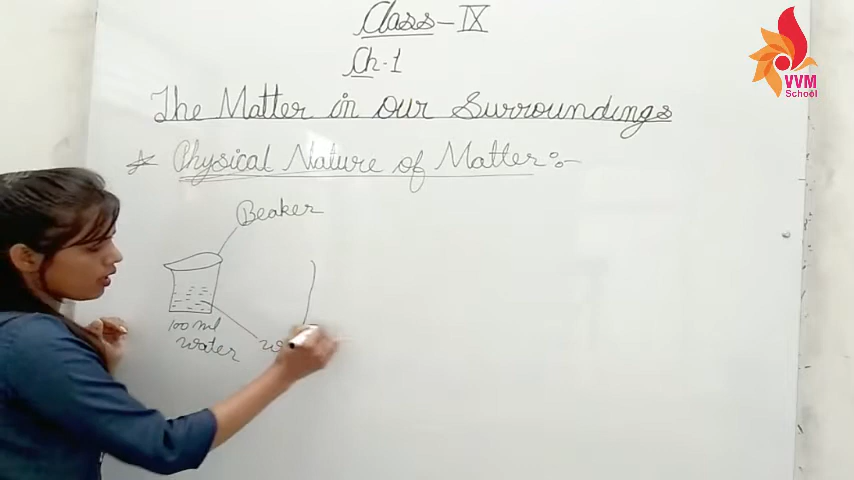 Class - IX
Ch-1
The Matter in our Surroundings
Physical Nature of Matter :-
Beaker
100 ml
water
VVM
School